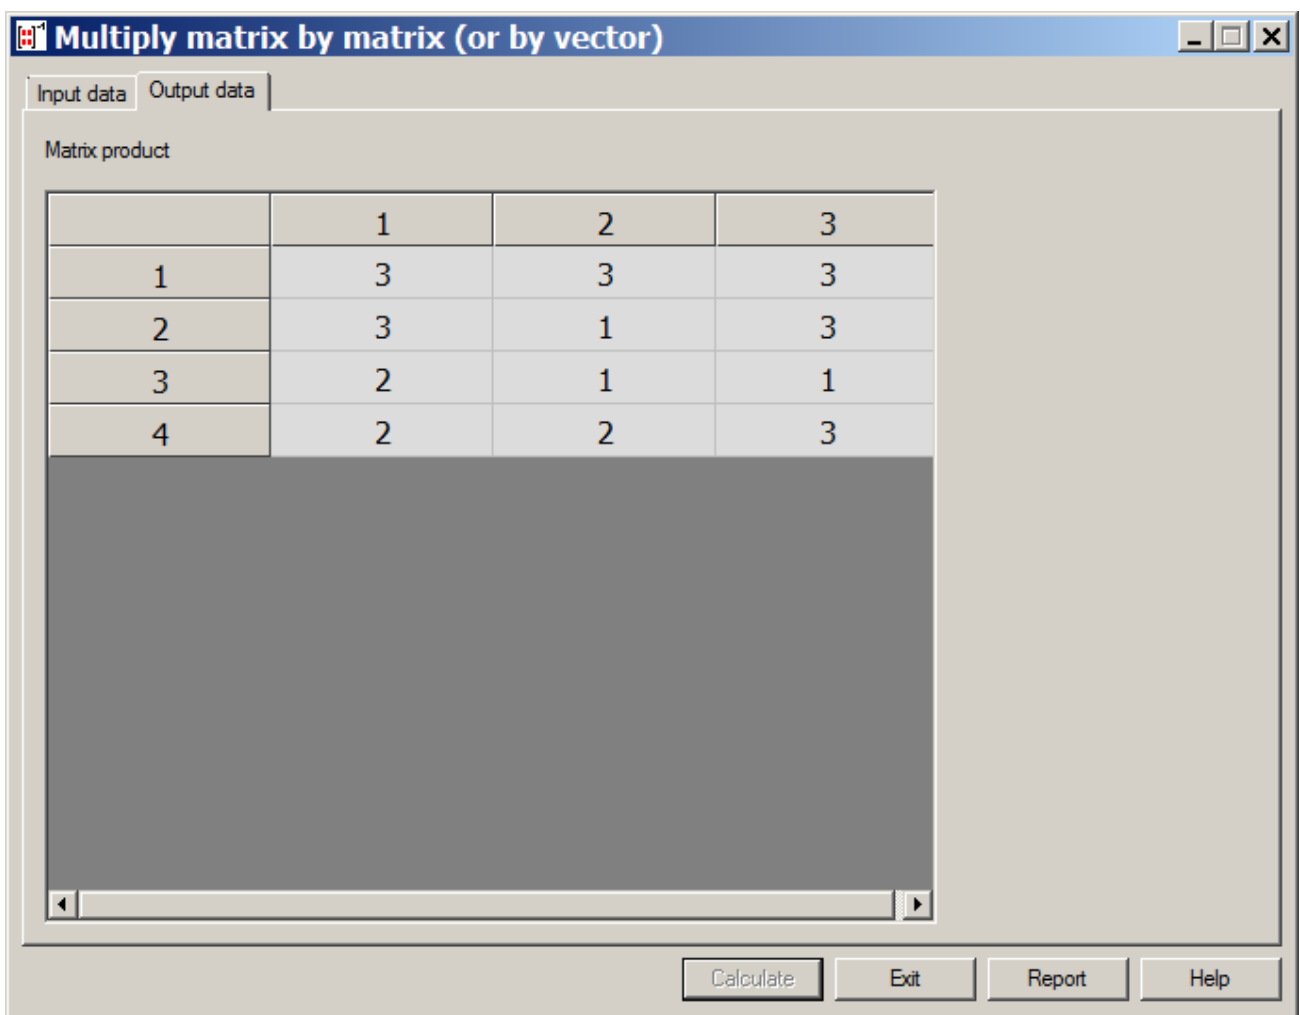 Multiply matrix by matrix (or by vector)
Input data Output data
Matrix product
1 2 3
1 3 3 3
2 3 1 3
3 2 1 1
4 2 2 3
Calculate Exit Report Help